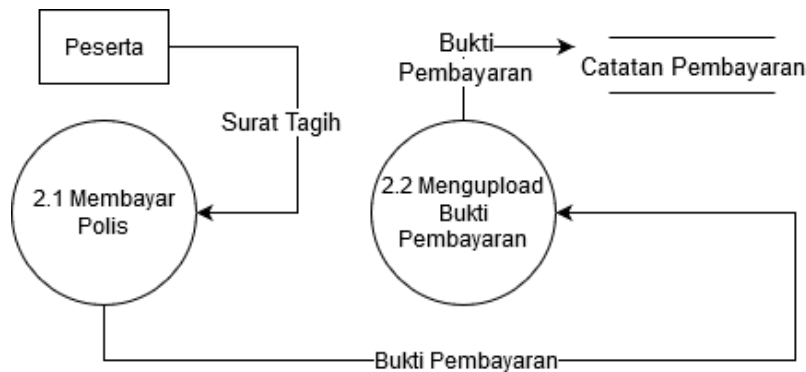 Peserta
Surat Tagih
2.1 Membayar
Polis
Bukti
Pembayaran
Catatan Pembayaran
2.2 Mengupload
Bukti
Pembayaran
Bukti Pembayaran